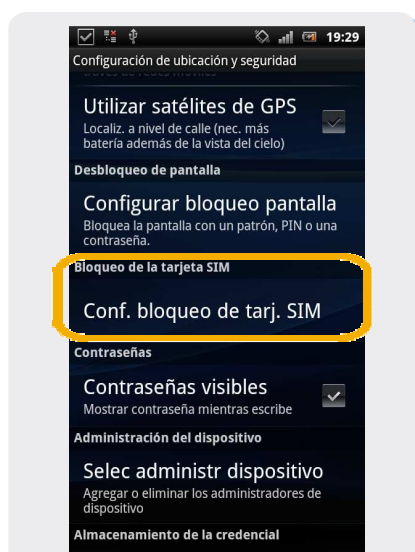 19:29
Configuración de ubicación y seguridad
Utilizar satélites de GPS
Localiz. a nivel de calle (nec. más
batería además de la vista del cielo)
Desbloqueo de pantalla
Configurar bloqueo pantalla
Bloquea la pantalla con un patrón, PIN o una
contraseña.
Bloqueo de la tarjeta SIM
Conf. bloqueo de tarj. SIM
Contraseñas
Contraseñas visibles
Mostrar contraseña mientras escribe
Administración del dispositivo
Selec administr dispositivo
Agregar o eliminar los administradores de
dispositivo
Almacenamiento de la credencial